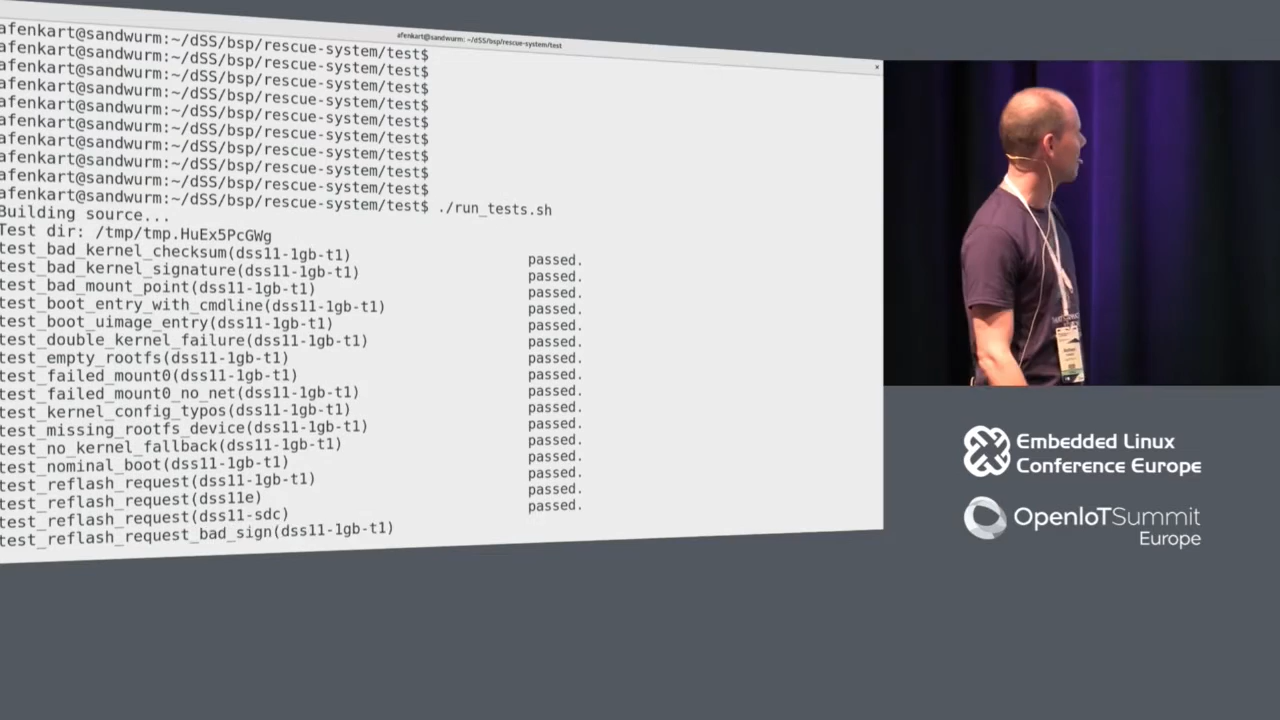 afenkart@sandwurm: ~/dSS/bsp/rescue-system/test
afenkart@sandwurm:~/dSS/bsp/rescue-system/test$
afenkart@sandwurm:~/dSS/bsp/rescue-system/test$
afenkart@sandwurm:~/dSS/bsp/rescue-system/test$
afenkart@sandwurm:~/dSS/bsp/rescue-system/test$
afenkart@sandwurm:~/dSS/bsp/rescue-system/test$
afenkart@sandwurm:~/dSS/bsp/rescue-system/test$
afenkart@sandwurm:~/dSS/bsp/rescue-system/test$
afenkart@sandwurm:~/dSS/bsp/rescue-system/test$
afenkart@sandwurm:~/dSS/bsp/rescue-system/test$
afenkart@sandwurm:~/dSS/bsp/rescue-system/test$ ./run_tests.sh
Building source...
Test dir: /tmp/tmp.HuEx5PcGWg
test_bad_kernel_checksum(dss11-1gb-t1) passed.
test_bad_kernel_signature(dss11-1gb-t1) passed.
test_bad_mount_point(dss11-1gb-t1) passed.
test_boot_entry_with_cmdline(dss11-1gb-t1) passed.
test_boot_uimage_entry(dss11-1gb-t1) passed.
test_double_kernel_failure(dss11-1gb-t1) passed.
test_empty_rootfs(dss11-1gb-t1) passed.
test_failed_mount0(dss11-1gb-t1) passed.
test_failed_mount0_no_net(dss11-1gb-t1) passed.
test_kernel_config_typos(dss11-1gb-t1) passed.
test_missing_rootfs_device(dss11-1gb-t1) passed.
test_no_kernel_fallback(dss11-1gb-t1) passed.
test_nominal_boot(dss11-1gb-t1) passed.
test_reflash_request(dss11-1gb-t1) passed.
test_reflash_request(dss11e) passed.
test_reflash_request(dss11-sdc) passed.
test_reflash_request_bad_sign(dss11-1gb-t1)
Embedded Linux
Conference Europe
OpenIoTSummit
Europe